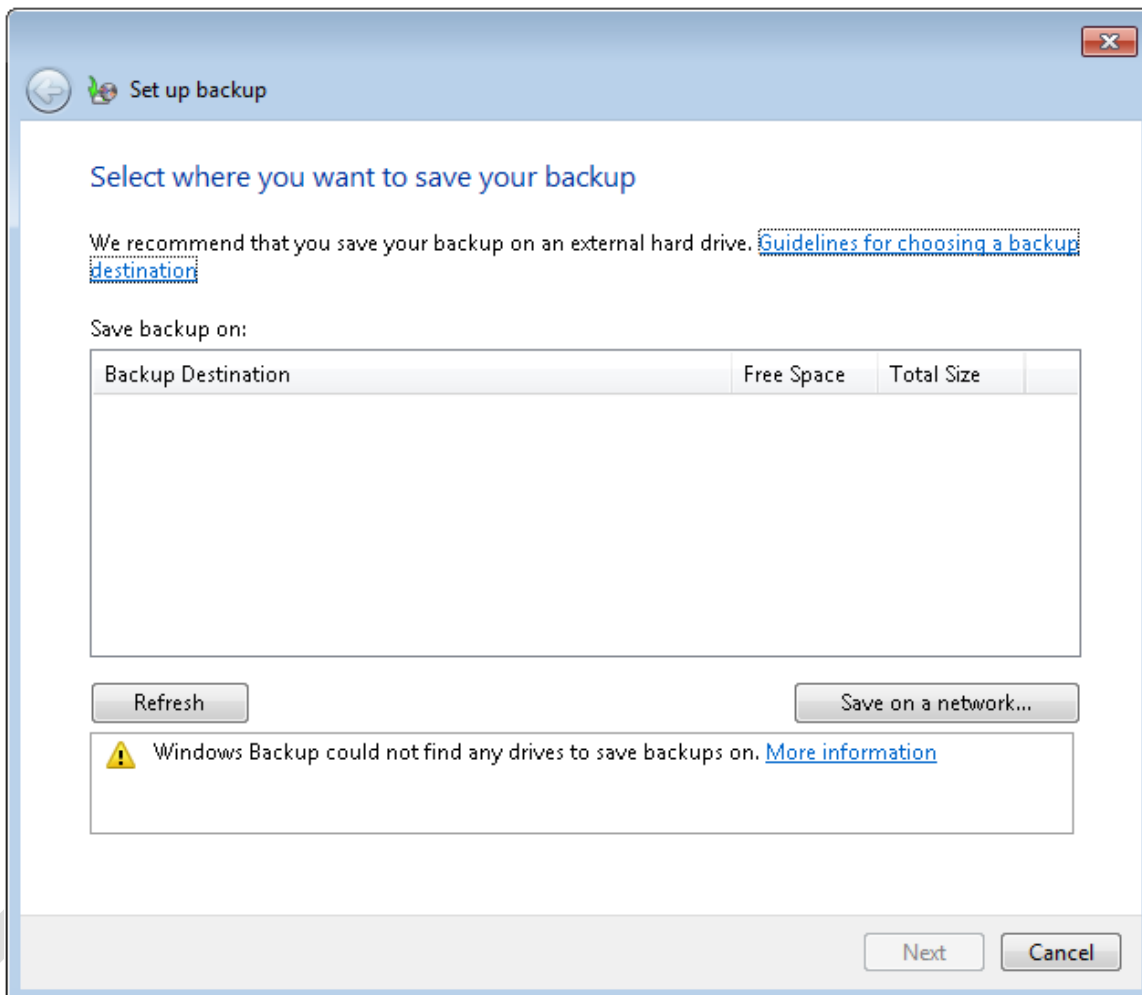 Set up backup
Select where you want to save your backup
We recommend that you save your backup on an external hard drive. Guidelines for choosing a backup
destination
Save backup on:
Backup Destination Free Space Total Size
Refresh Save on a network...
Windows Backup could not find any drives to save backups on. More information
Next Cancel